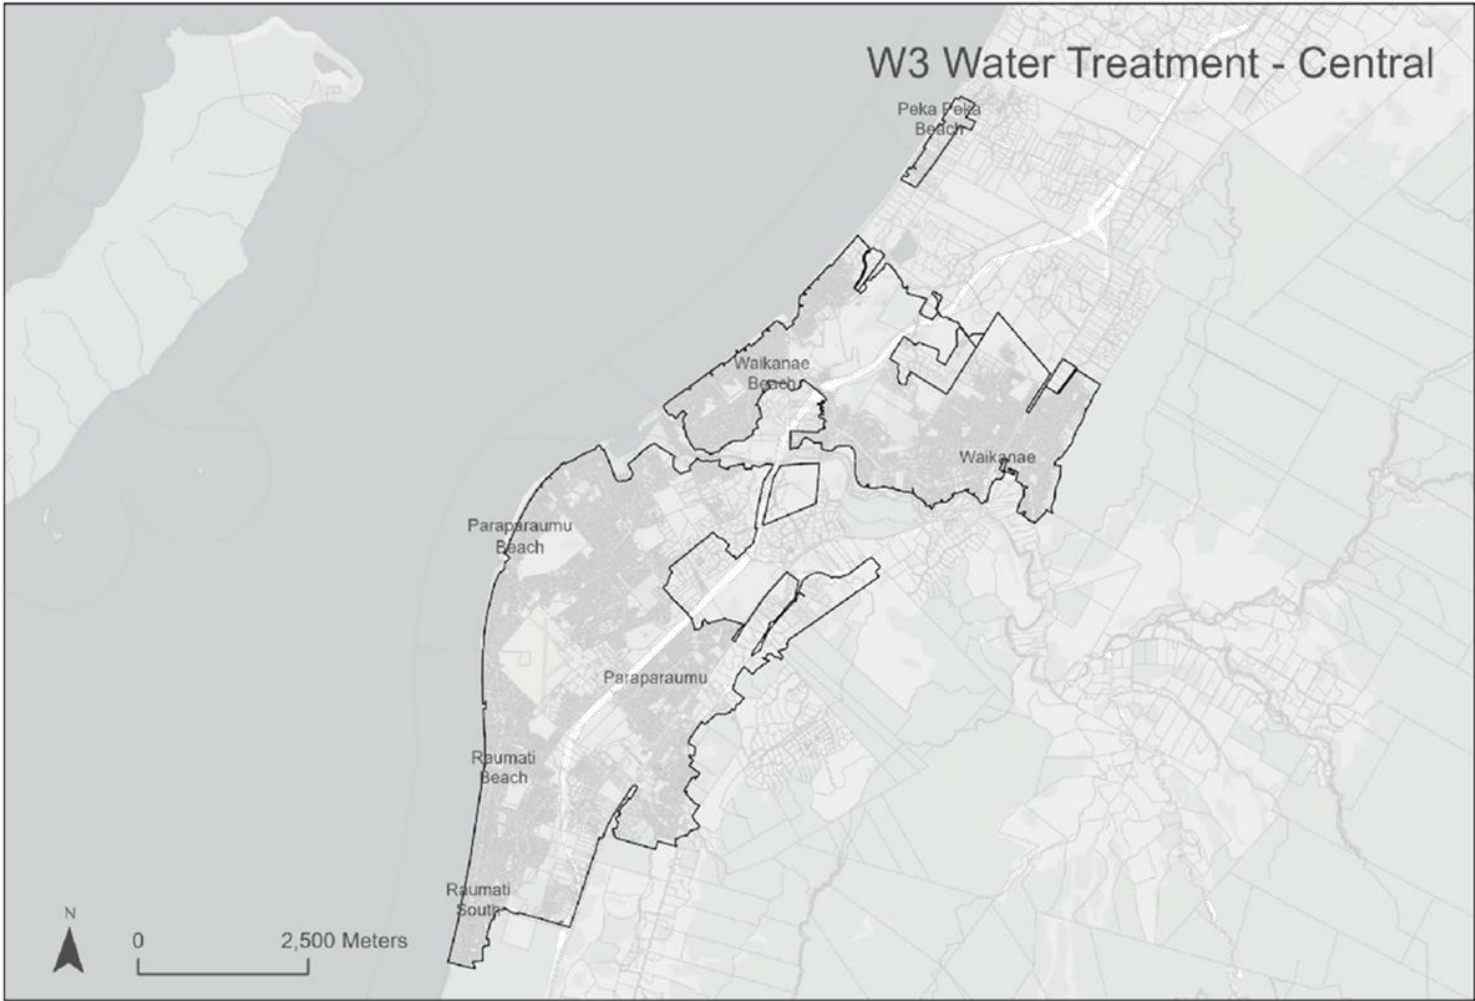 W3 Water Treatment - Central
Peka Peka
Beach
Waikanae
Beach
Waikanae
Paraparaumu
Beach
Paraparaumu
Raumati
Beach
Raumati
South
N
0
2,500 Meters